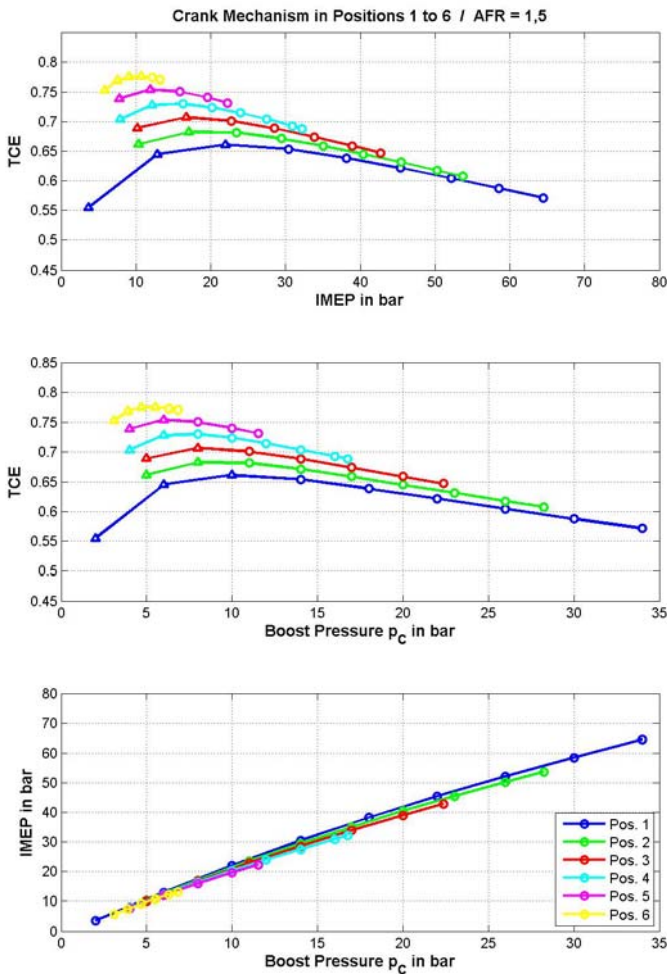 Crank Mechanism in Positions 1 to 6 / AFR = 1,5
0.8
0.75
0.7
0.65
0.6
0.55
0.5
0.45
TCE
0 10 20 30 40 50 60 70 80
IMEP in bar
0.85
0.8
0.75
0.7
0.65
0.6
0.55
0.5
0.45
TCE
0 5 10 15 20 25 30 35
Boost Pressure pC in bar
80
70
60
50
40
30
20
10
0
IMEP in bar
Pos. 1
Pos. 2
Pos. 3
Pos. 4
Pos. 5
Pos. 6
0 5 10 15 20 25 30 35
Boost Pressure pC in bar